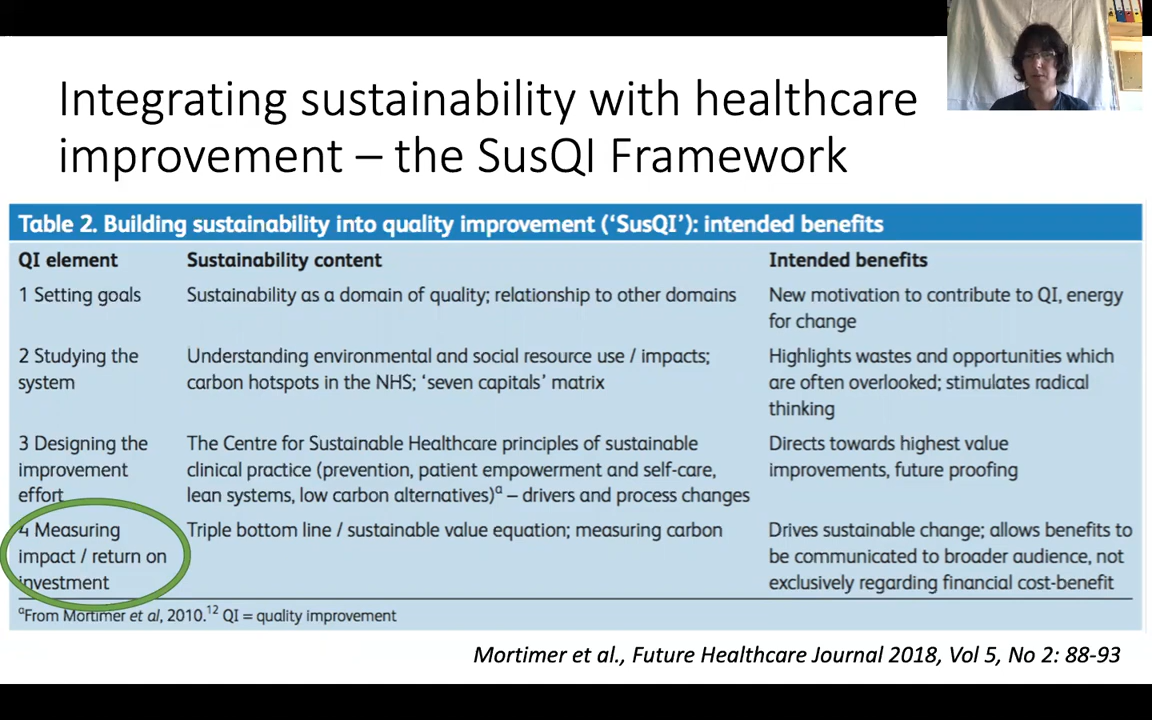 Integrating sustainability with healthcare
improvement – the SusQI Framework
Table 2. Building sustainability into quality improvement (‘SusQI’): intended benefits
QI element Sustainability content Intended benefits
1 Setting goals Sustainability as a domain of quality; relationship to other domains New motivation to contribute to QI, energy
for change
2 Studying the Understanding environmental and social resource use / impacts; Highlights wastes and opportunities which
system carbon hotspots in the NHS; ‘seven capitals’ matrix are often overlooked; stimulates radical
thinking
3 Designing the The Centre for Sustainable Healthcare principles of sustainable Directs towards highest value
improvement clinical practice (prevention, patient empowerment and self-care, improvements, future proofing
effort lean systems, low carbon alternatives)ᵃ – drivers and process changes
4 Measuring Triple bottom line / sustainable value equation; measuring carbon Drives sustainable change; allows benefits to
impact / return on be communicated to broader audience, not
investment exclusively regarding financial cost-benefit
ᵃFrom Mortimer et al, 2010.¹² QI = quality improvement
Mortimer et al., Future Healthcare Journal 2018, Vol 5, No 2: 88-93